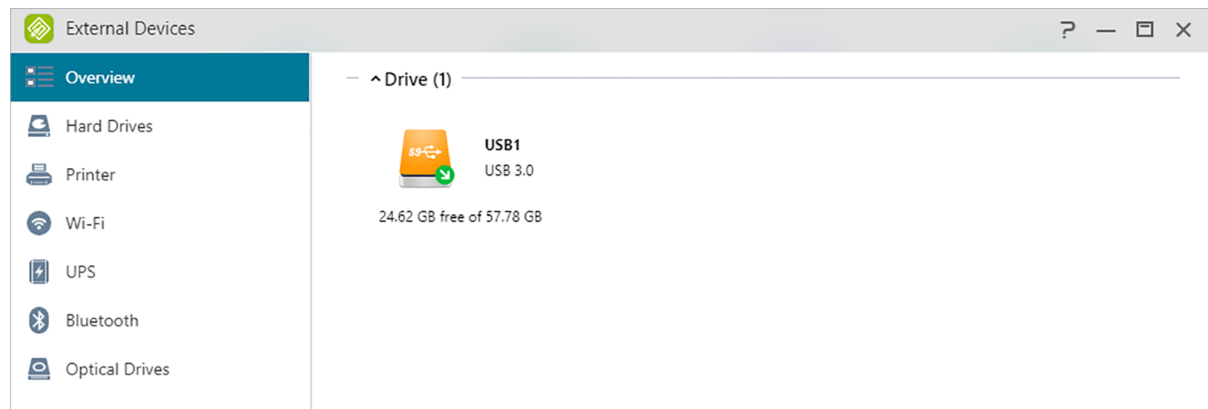 External Devices
Overview
Hard Drives
Printer
Wi-Fi
UPS
Bluetooth
Optical Drives
Drive (1)
SS
USB1
USB 3.0
24.62 GB free of 57.78 GB